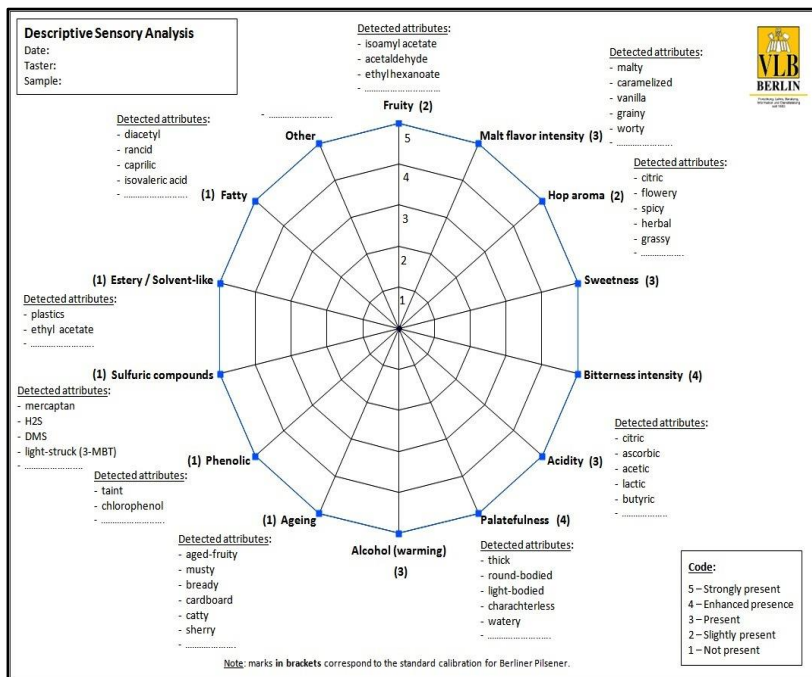 Descriptive Sensory Analysis
Date:
Taster:
Sample:
Detected attributes:
- isoamyl acetate
- acetaldehyde
- ethyl hexanoate
- ...........................
Fruity (2)
Detected attributes:
- malty
- caramelized
- vanilla
- grainy
- worty
- ....................
Malt flavor intensity (3)
VLB
BERLIN
Detected attributes:
- citric
- flowery
- spicy
- herbal
- grassy
- ................
Hop aroma (2)
Sweetness (3)
Bitterness intensity (4)
Detected attributes:
- citric
- ascorbic
- acetic
- lactic
- butyric
- ................
Acidity (3)
Palatefulness (4)
Detected attributes:
- thick
- round-bodied
- light-bodied
- charachterless
- watery
- ........................
Alcohol (warming)
(3)
(1) Ageing
Detected attributes:
- aged-fruity
- musty
- bready
- cardboard
- catty
- sherry
- ...................
(1) Phenolic
Detected attributes:
- taint
- chlorophenol
- ........................
(1) Sulfuric compounds
Detected attributes:
- mercaptan
- H2S
- DMS
- light-struck (3-MBT)
- ......................
(1) Estery / Solvent-like
Detected attributes:
- plastics
- ethyl acetate
- ........................
(1) Fatty
Detected attributes:
- diacetyl
- rancid
- caprilic
- isovaleric acid
- ........................
- ........................
Other
5
4
3
2
1
Code:
5 – Strongly present
4 – Enhanced presence
3 – Present
2 – Slightly present
1 – Not present
Note: marks in brackets correspond to the standard calibration for Berliner Pilsener.